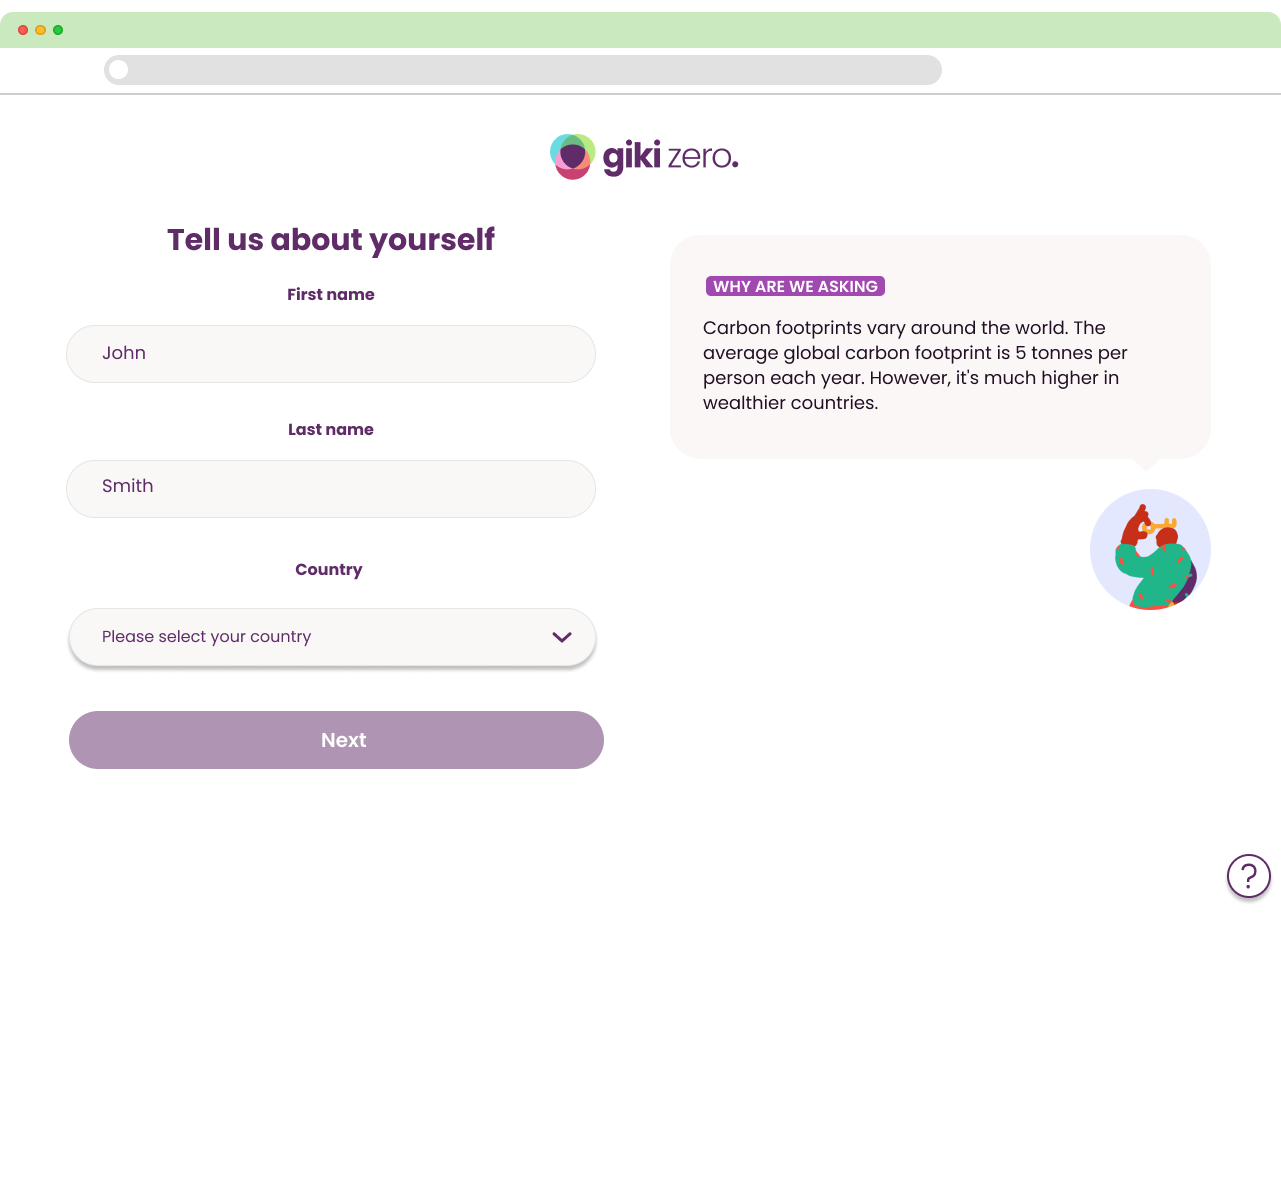 giki zero.
Tell us about yourself
First name
John
Last name
Smith
Country
Please select your country
Next
WHY ARE WE ASKING
Carbon footprints vary around the world. The
average global carbon footprint is 5 tonnes per
person each year. However, it's much higher in
wealthier countries.
?